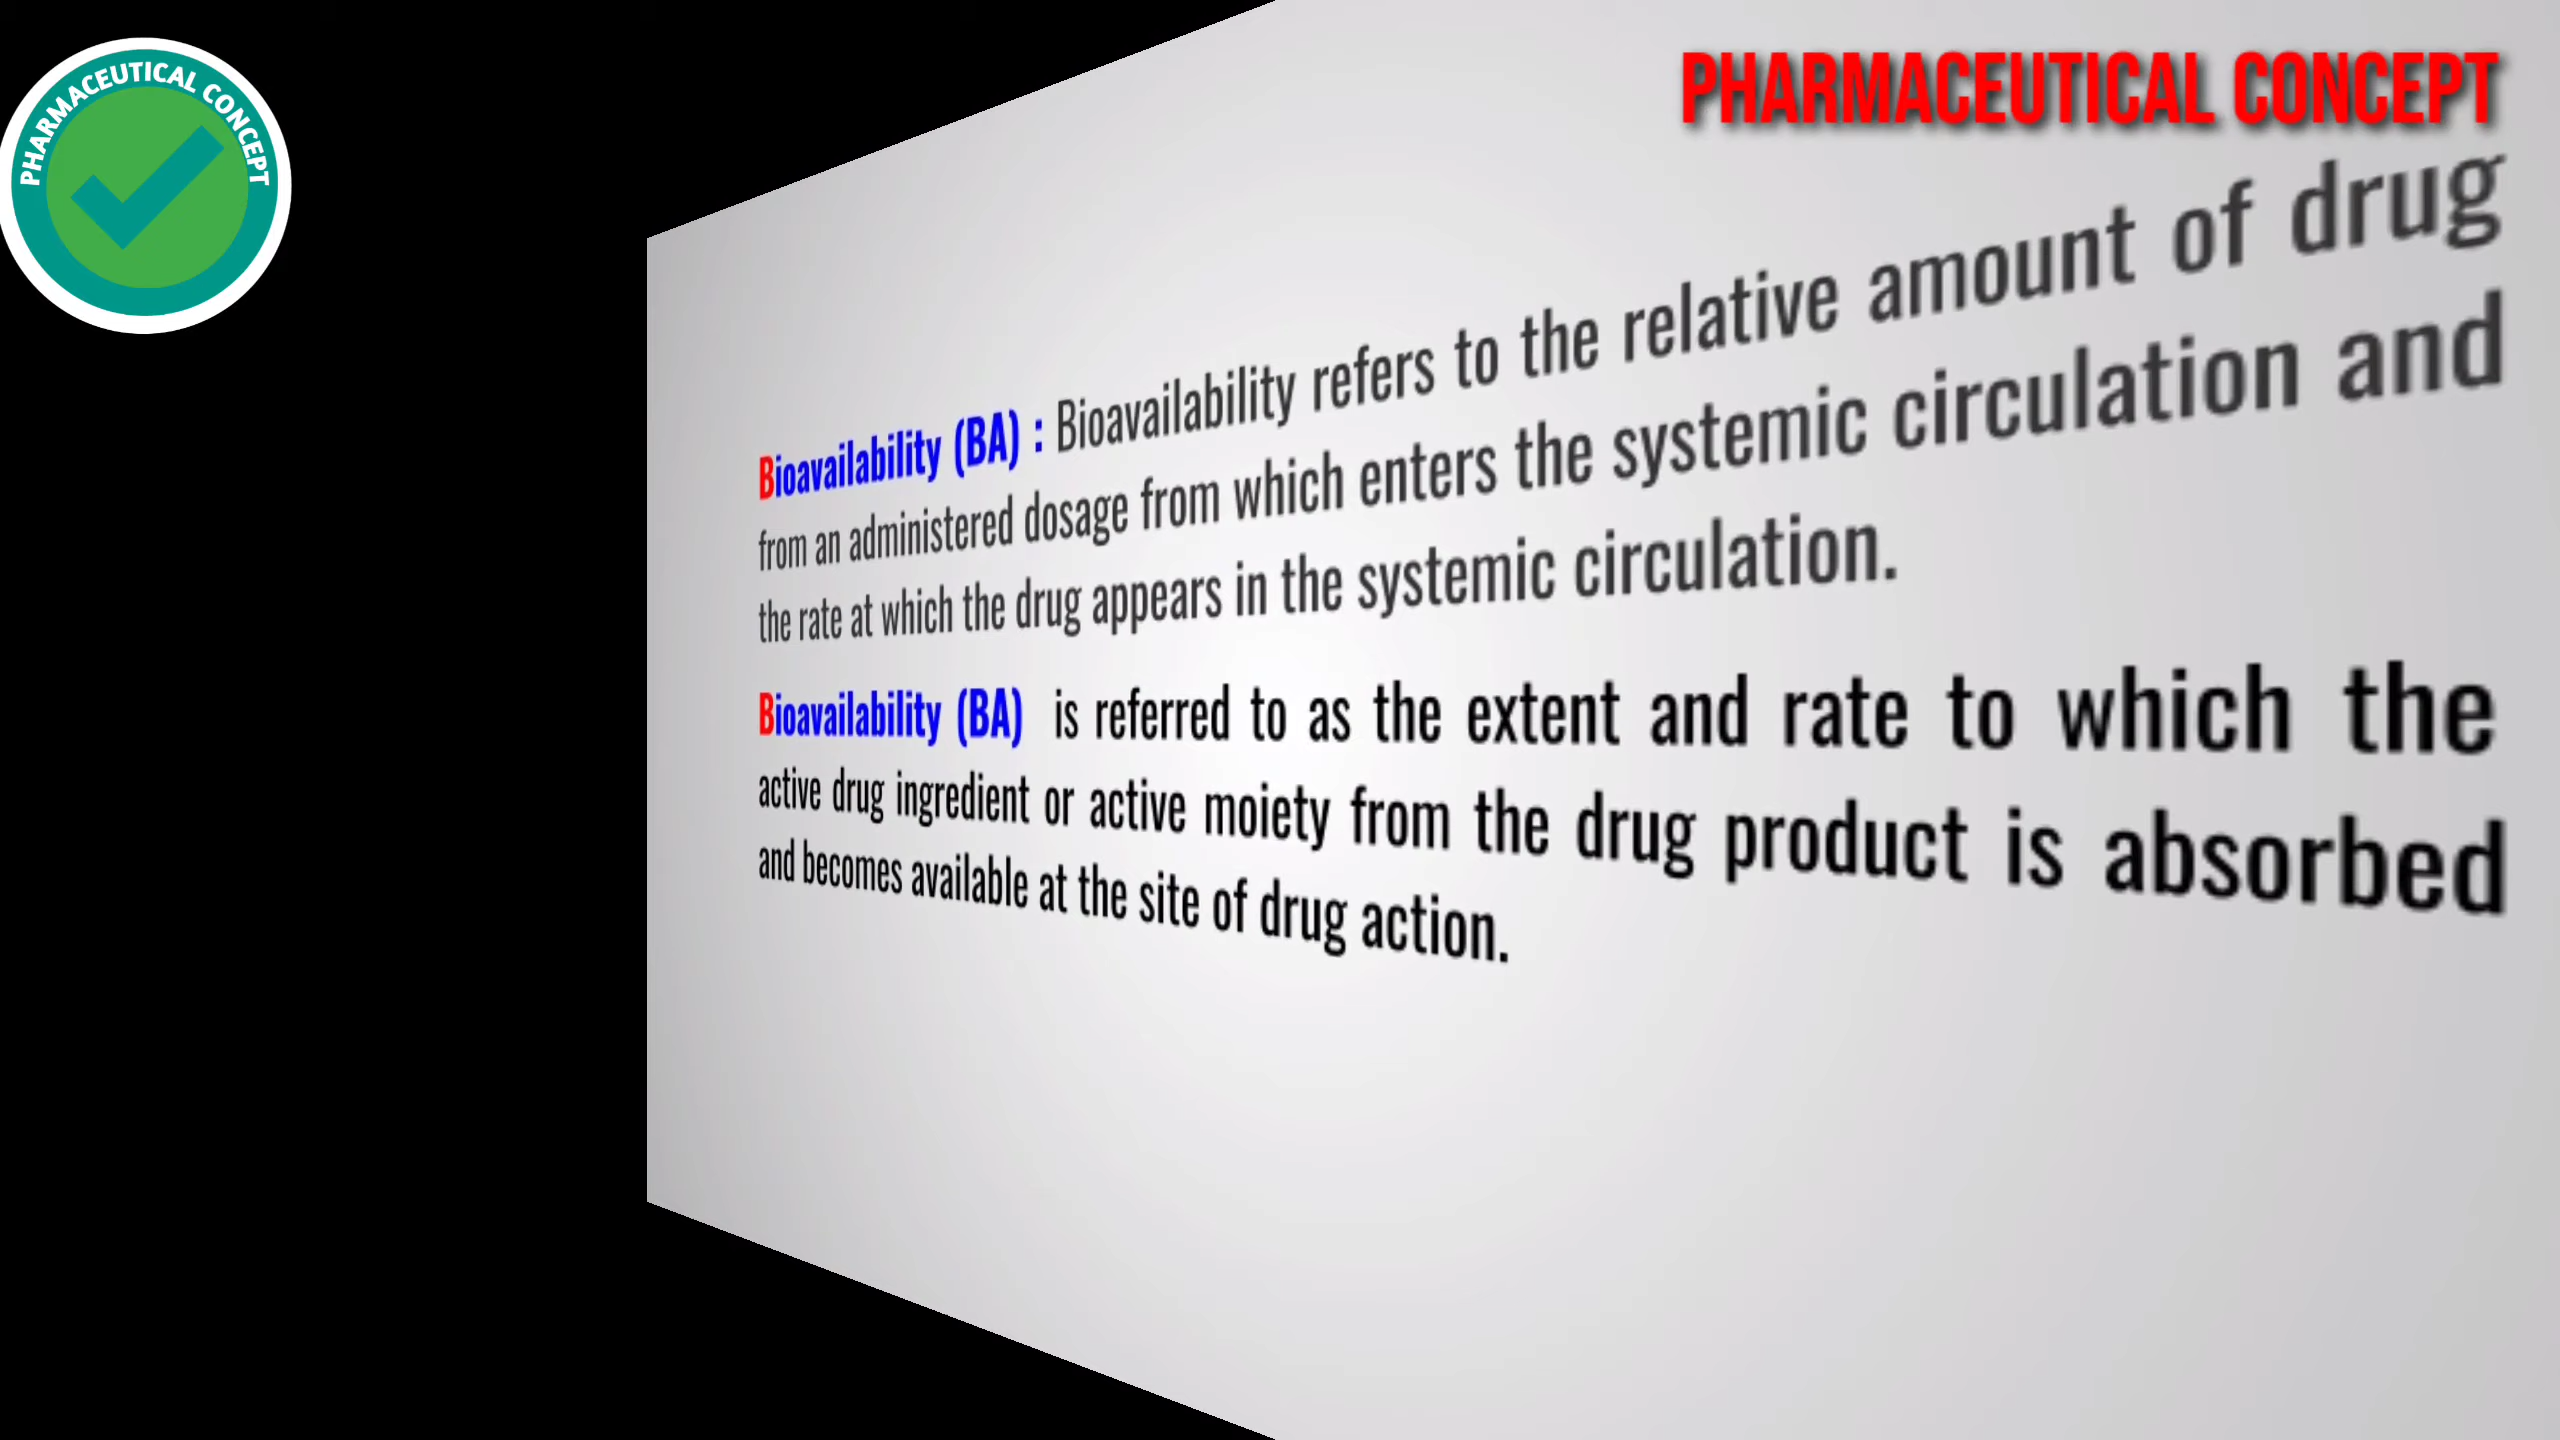 PHARMACEUTICAL CONCEPT
PHARMACEUTICAL CONCEPT
Bioavailability (BA) : Bioavailability refers to the relative amount of drug
from an administered dosage from which enters the systemic circulation and
the rate at which the drug appears in the systemic circulation.
Bioavailability (BA) is referred to as the extent and rate to which the
active drug ingredient or active moiety from the drug product is absorbed
and becomes available at the site of drug action.